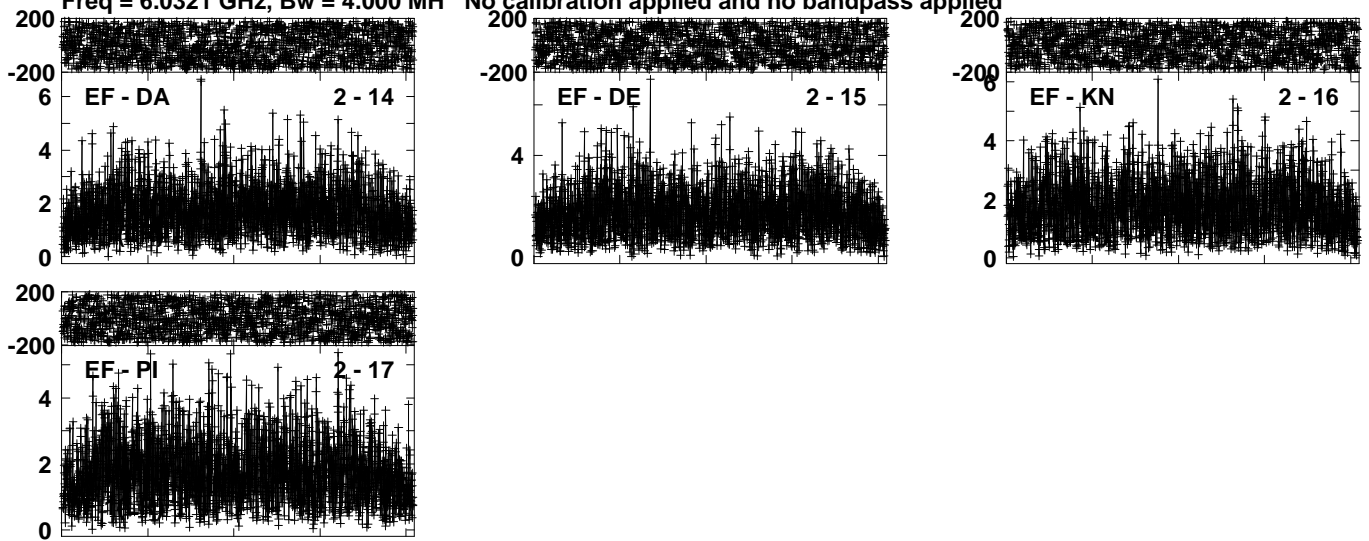 Freq = 6.0321 GHz, Bw = 4.000 MH No calibration applied and no bandpass applied
200 200 200
-200 -200 -200
6 EF - DA 2 - 14 EF - DE 2 - 15 6 EF - KN 2 - 16
4 4 4
2 2
0 0 0
200
-200
EF - PI 2 - 17
4
2
0